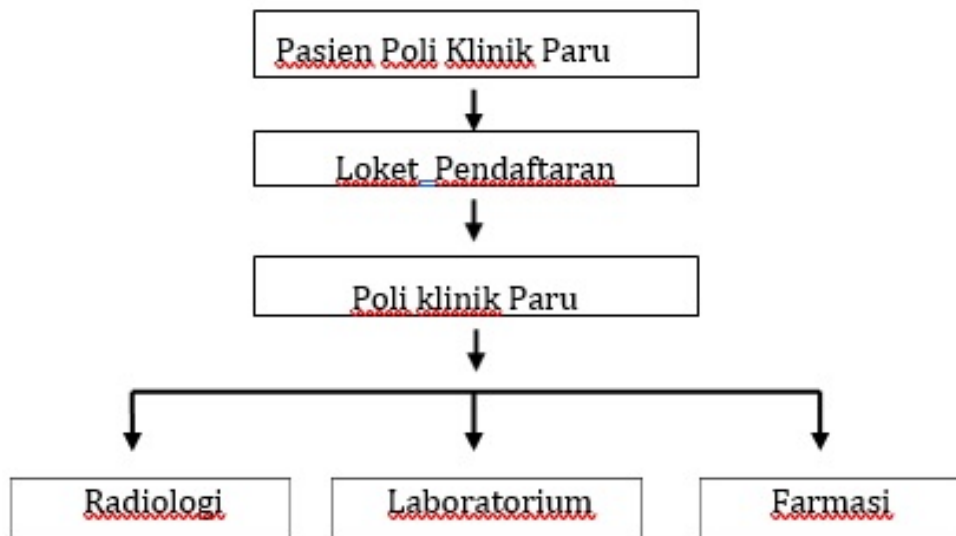 Pasien Poli Klinik Paru
Loket Pendaftaran
Poli klinik Paru
Radiologi
Laboratorium
Farmasi